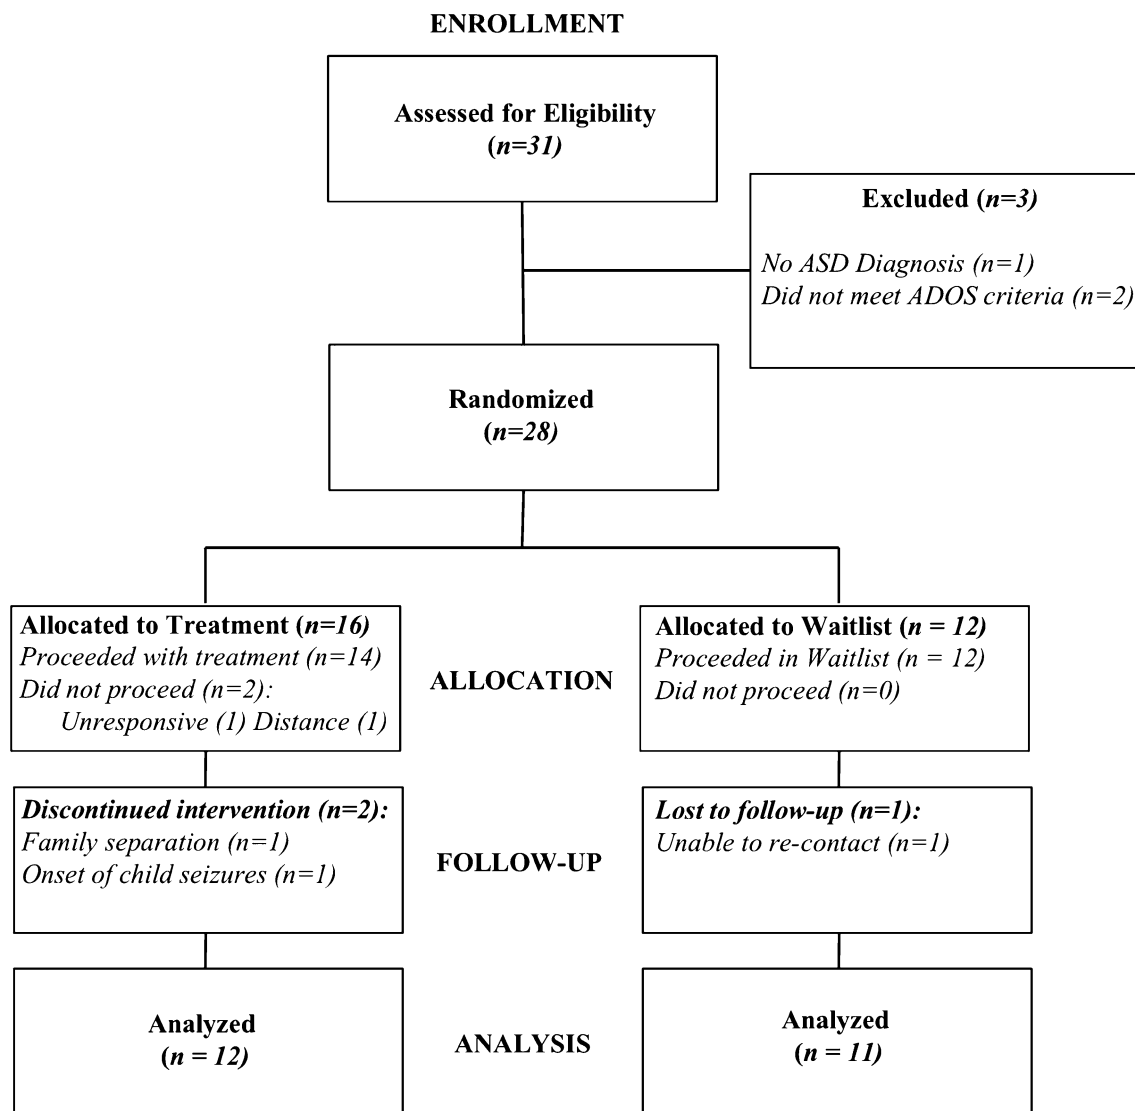 ENROLLMENT
Assessed for Eligibility
(n=31)
Excluded (n=3)
No ASD Diagnosis (n=1)
Did not meet ADOS criteria (n=2)
Randomized
(n=28)
Allocated to Treatment (n=16)
Proceeded with treatment (n=14)
Did not proceed (n=2):
Unresponsive (1) Distance (1)
ALLOCATION
Allocated to Waitlist (n = 12)
Proceeded in Waitlist (n = 12)
Did not proceed (n=0)
Discontinued intervention (n=2):
Family separation (n=1)
Onset of child seizures (n=1)
FOLLOW-UP
Lost to follow-up (n=1):
Unable to re-contact (n=1)
Analyzed
(n = 12)
ANALYSIS
Analyzed
(n = 11)